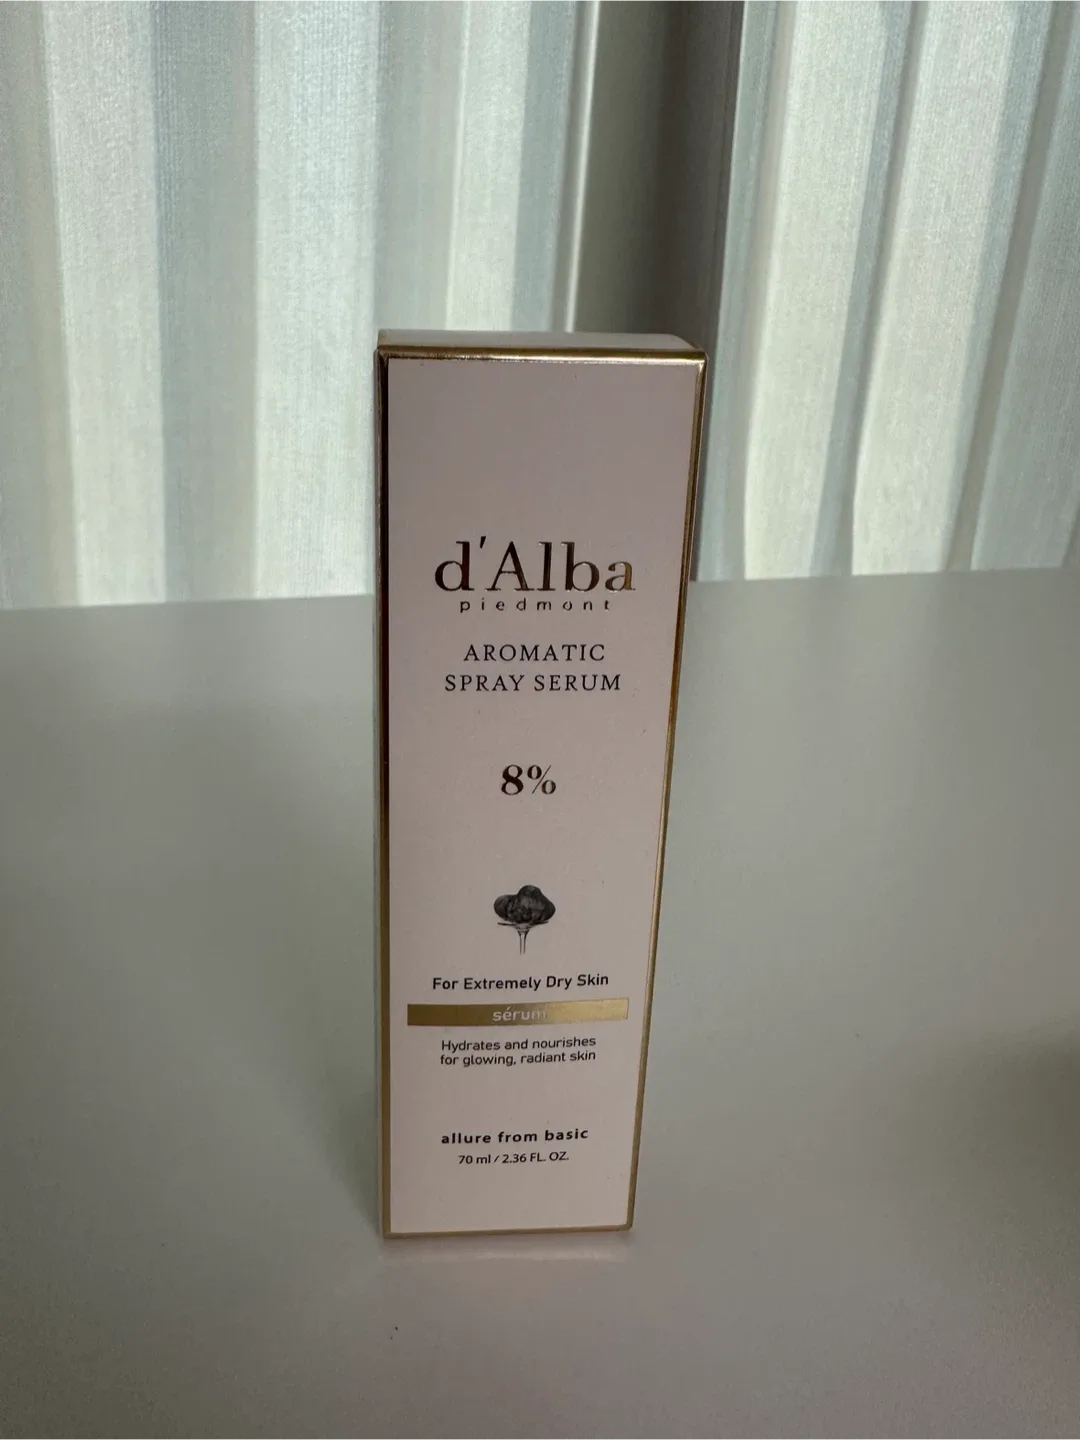 d'Alba
piedmont
AROMATIC
SPRAY SERUM
8%
For Extremely Dry Skin
sérum
Hydrates and nourishes
for glowing, radiant skin
allure from basic
70 ml / 2.36 FL. OZ.